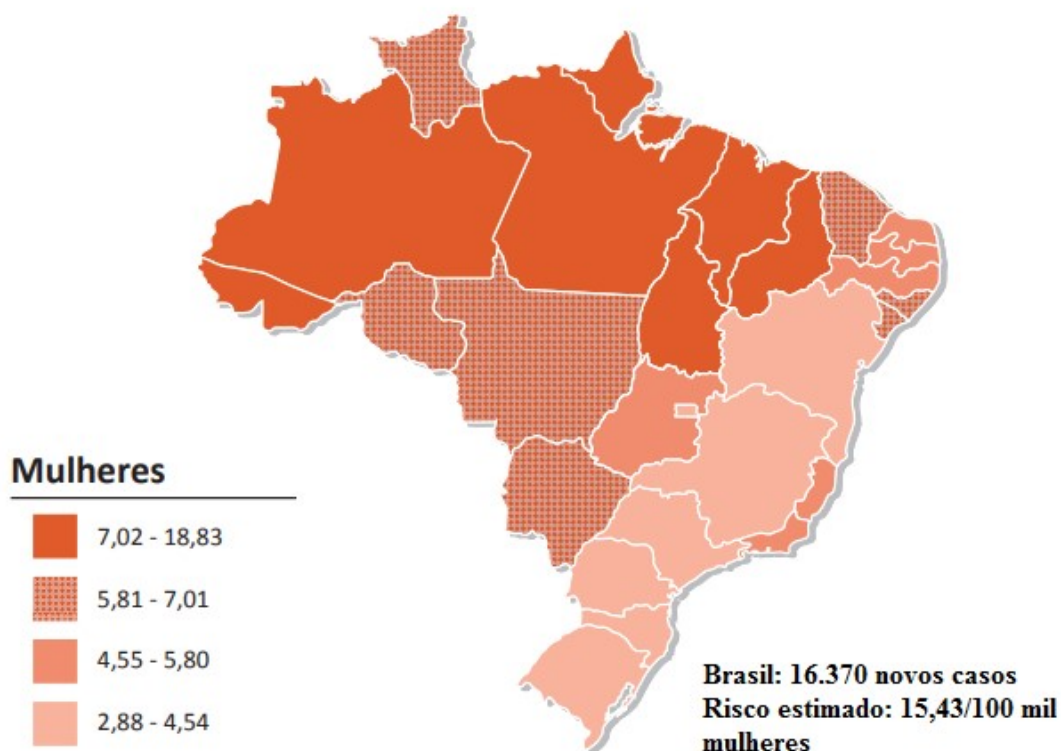 Mulheres
7,02 - 18,83
5,81 - 7,01
4,55 - 5,80
2,88 - 4,54
Brasil: 16.370 novos casos
Risco estimado: 15,43/100 mil
mulheres